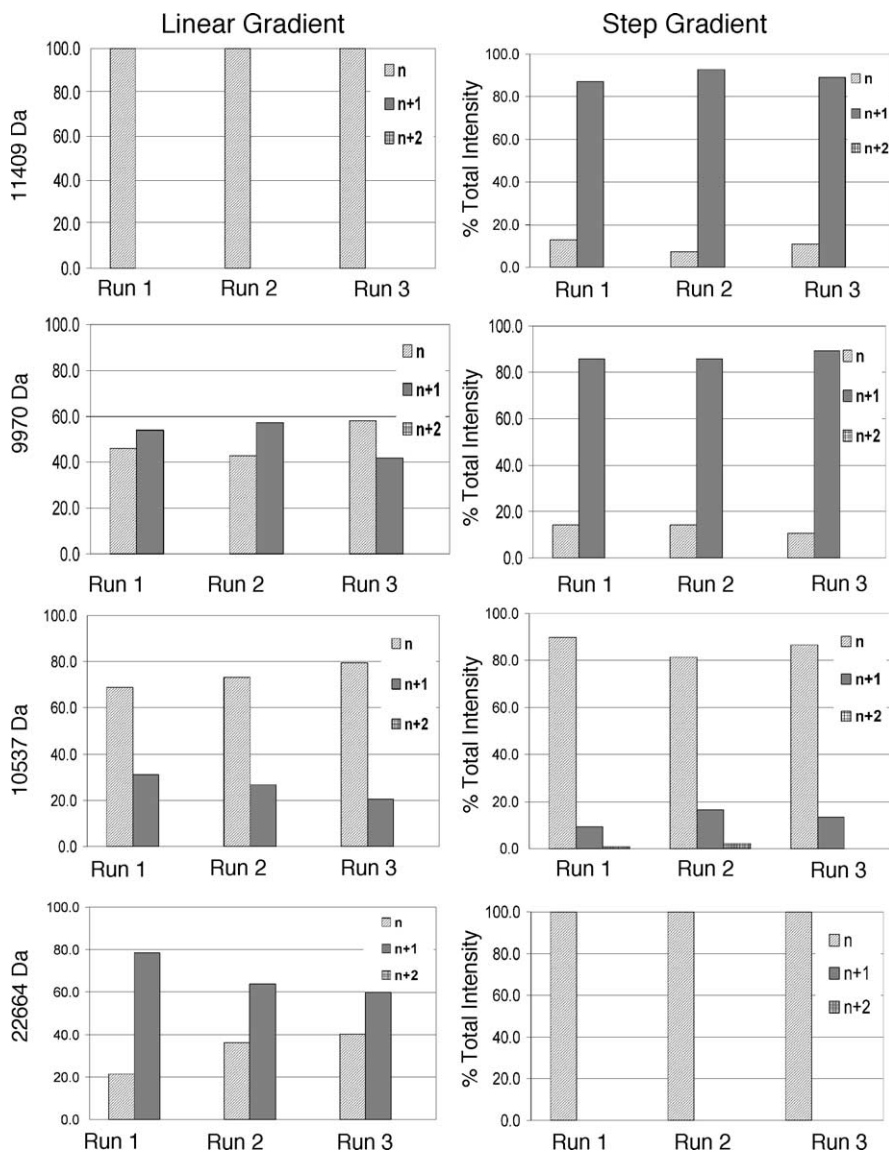 Linear Gradient
Step Gradient
11409 Da
100.0
80.0
60.0
40.0
20.0
0.0
n
n+1
n+2
Run 1 Run 2 Run 3
% Total Intensity
100.0
80.0
60.0
40.0
20.0
0.0
n
n+1
n+2
Run 1 Run 2 Run 3
9970 Da
100.0
80.0
60.0
40.0
20.0
0.0
n
n+1
n+2
Run 1 Run 2 Run 3
% Total Intensity
100.0
80.0
60.0
40.0
20.0
0.0
n
n+1
n+2
Run 1 Run 2 Run 3
10537 Da
100.0
80.0
60.0
40.0
20.0
0.0
n
n+1
n+2
Run 1 Run 2 Run 3
% Total Intensity
100.0
80.0
60.0
40.0
20.0
0.0
n
n+1
n+2
Run 1 Run 2 Run 3
22664 Da
100.0
80.0
60.0
40.0
20.0
0.0
n
n+1
n+2
Run 1 Run 2 Run 3
% Total Intensity
100.0
80.0
60.0
40.0
20.0
0.0
n
n+1
n+2
Run 1 Run 2 Run 3